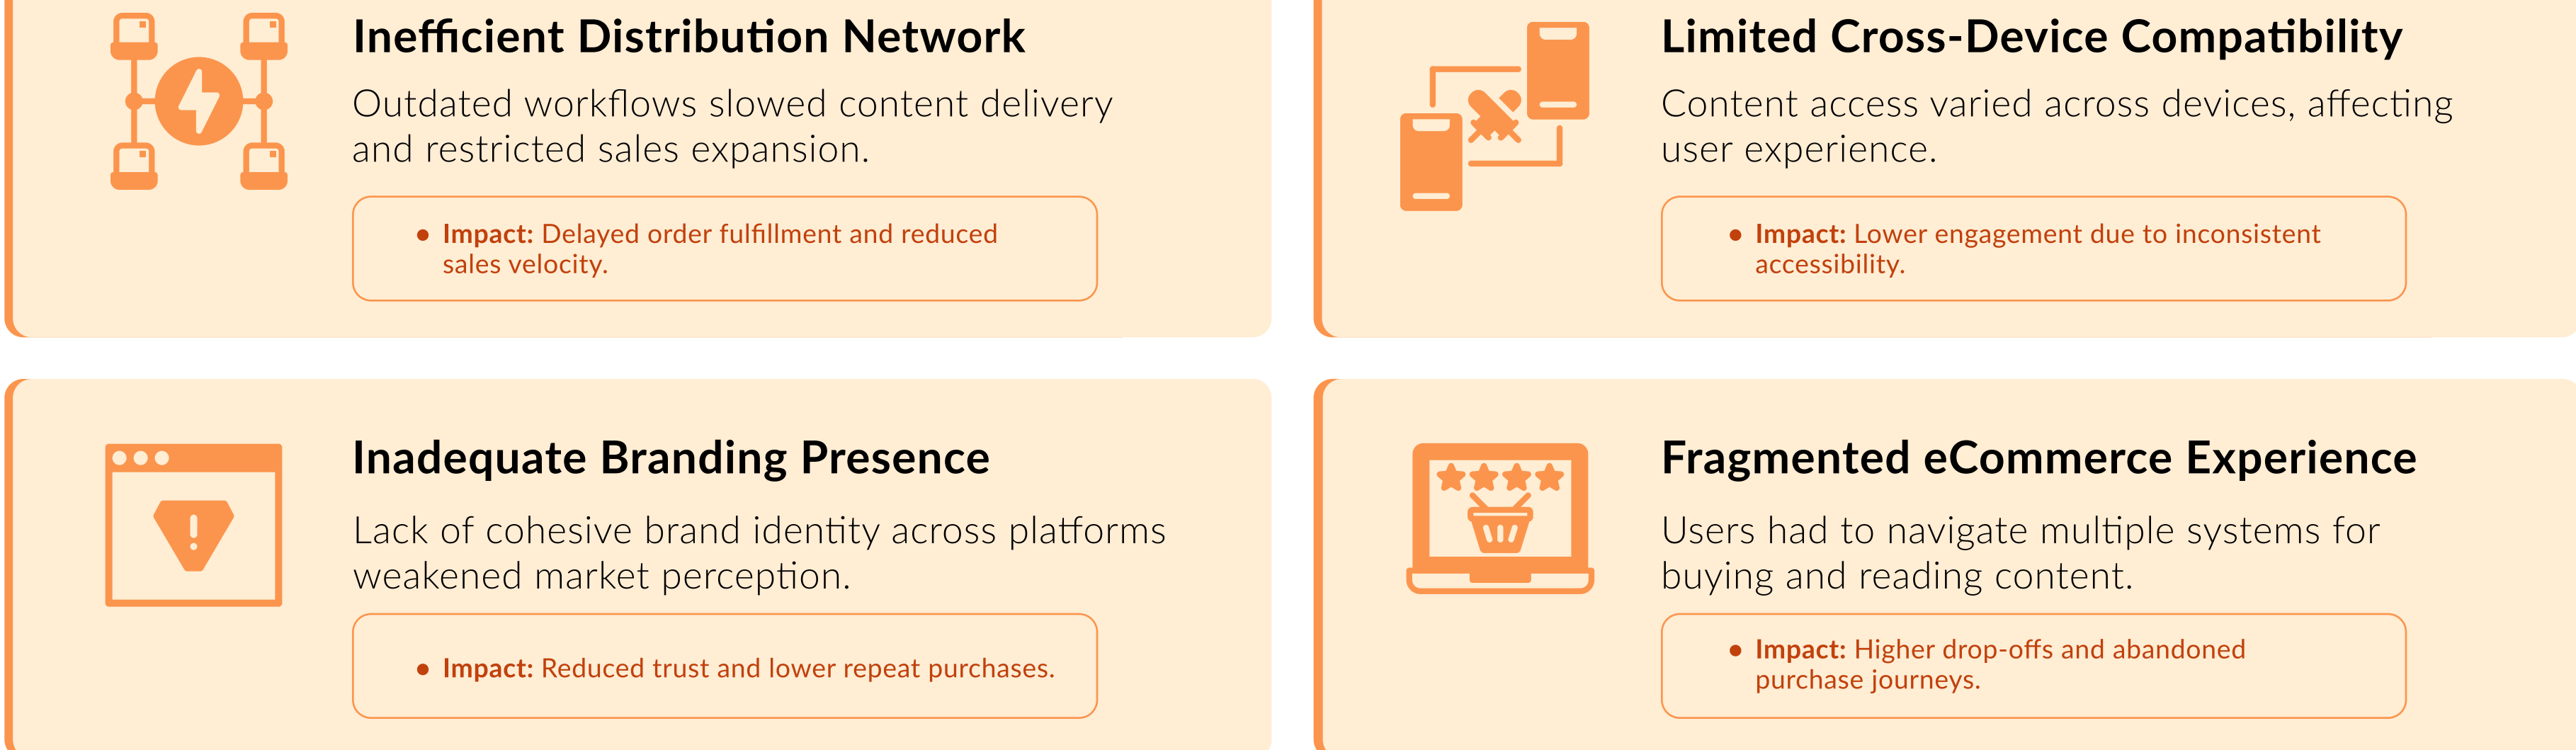 Inefficient Distribution Network
Outdated workflows slowed content delivery
and restricted sales expansion.
• Impact: Delayed order fulfillment and reduced
sales velocity.
Limited Cross-Device Compatibility
Content access varied across devices, affecting
user experience.
• Impact: Lower engagement due to inconsistent
accessibility.
Inadequate Branding Presence
Lack of cohesive brand identity across platforms
weakened market perception.
• Impact: Reduced trust and lower repeat purchases.
Fragmented eCommerce Experience
Users had to navigate multiple systems for
buying and reading content.
• Impact: Higher drop-offs and abandoned
purchase journeys.